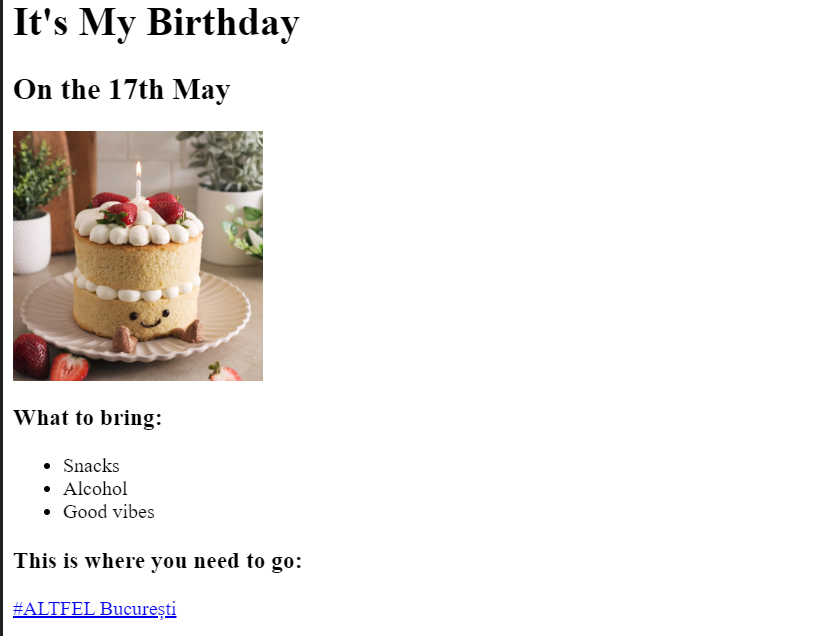 It's My Birthday
On the 17th May
What to bring:
Snacks
Alcohol
Good vibes
This is where you need to go:
#ALTFEL București